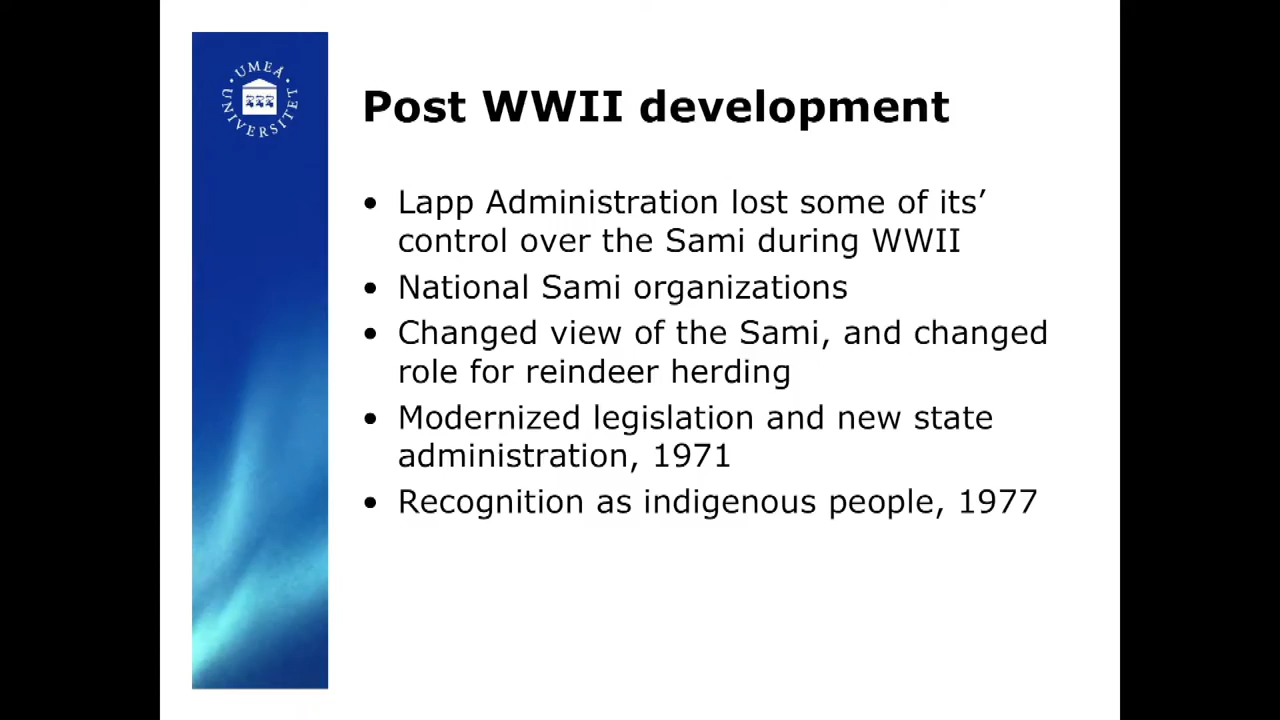 UMEÅ UNIVERSITET
Post WWII development
• Lapp Administration lost some of its’
control over the Sami during WWII
• National Sami organizations
• Changed view of the Sami, and changed
role for reindeer herding
• Modernized legislation and new state
administration, 1971
• Recognition as indigenous people, 1977